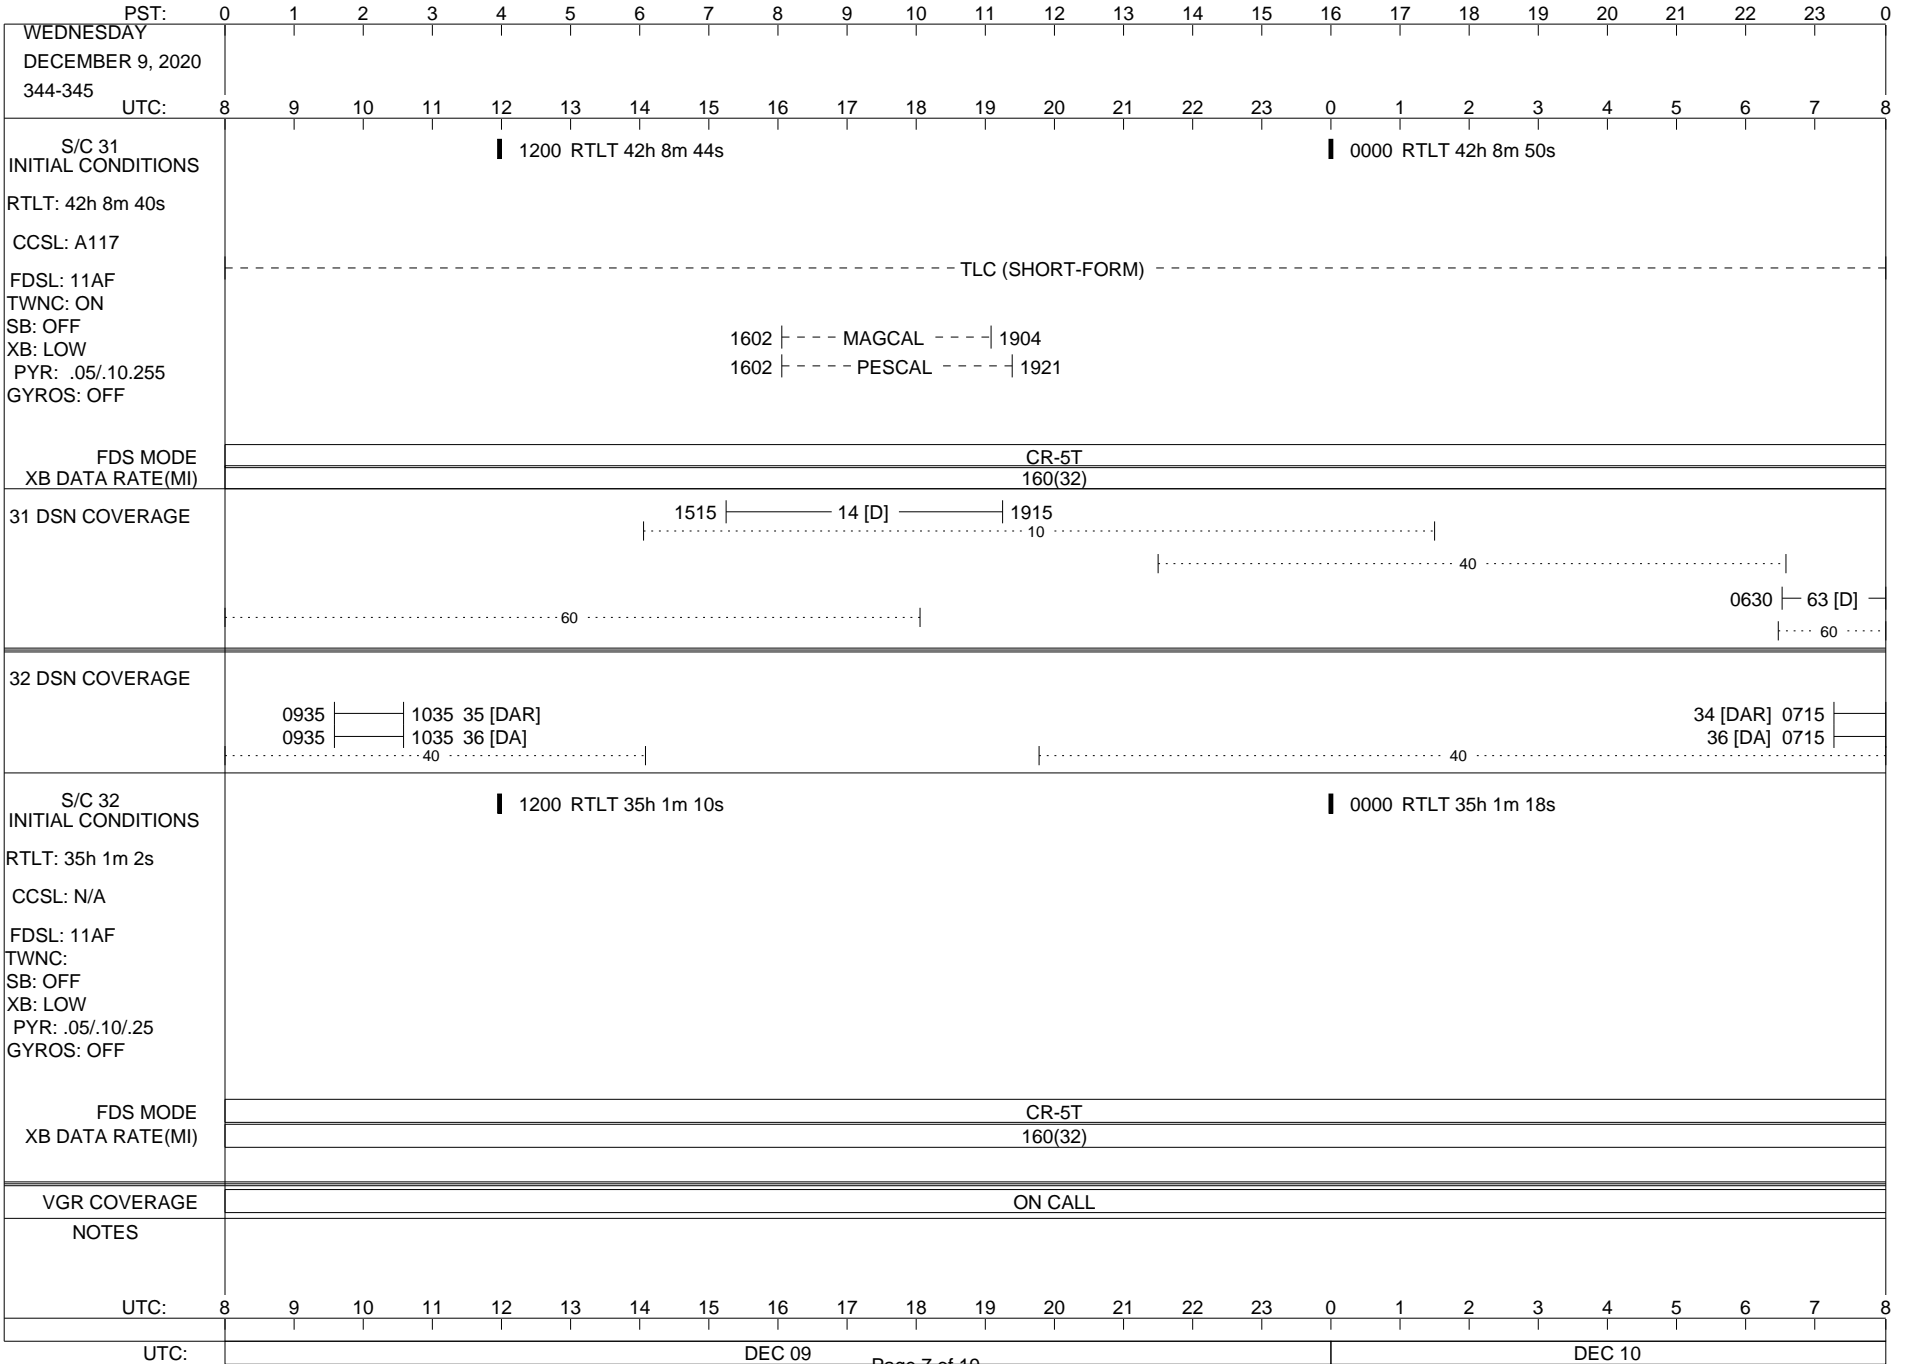 PST: 0 1 2 3 4 5 6 7 8 9 10 11 12 13 14 15 16 17 18 19 20 21 22 23 0
WEDNESDAY
DECEMBER 9, 2020
344-345
UTC: 8 9 10 11 12 13 14 15 16 17 18 19 20 21 22 23 0 1 2 3 4 5 6 7 8
S/C 31
INITIAL CONDITIONS
1200 RTLT 42h 8m 44s
0000 RTLT 42h 8m 50s
RTLT: 42h 8m 40s
CCSL: A117
TLC (SHORT-FORM)
FDSL: 11AF
TWNC: ON
SB: OFF
XB: LOW
PYR: .05/.10.255
GYROS: OFF
1602 MAGCAL 1904
1602 PESCAL 1921
FDS MODE CR-5T
XB DATA RATE(MI) 160(32)
31 DSN COVERAGE
1515 14 [D] 1915
10
40
0630 63 [D]
60
60
32 DSN COVERAGE
0935 1035 35 [DAR] 34 [DAR] 0715
0935 1035 36 [DA] 36 [DA] 0715
40 40
S/C 32
INITIAL CONDITIONS
1200 RTLT 35h 1m 10s
0000 RTLT 35h 1m 18s
RTLT: 35h 1m 2s
CCSL: N/A
FDSL: 11AF
TWNC:
SB: OFF
XB: LOW
PYR: .05/.10/.25
GYROS: OFF
FDS MODE CR-5T
XB DATA RATE(MI) 160(32)
VGR COVERAGE ON CALL
NOTES
UTC: 8 9 10 11 12 13 14 15 16 17 18 19 20 21 22 23 0 1 2 3 4 5 6 7 8
UTC: DEC 09 DEC 10
Page 7 of 10